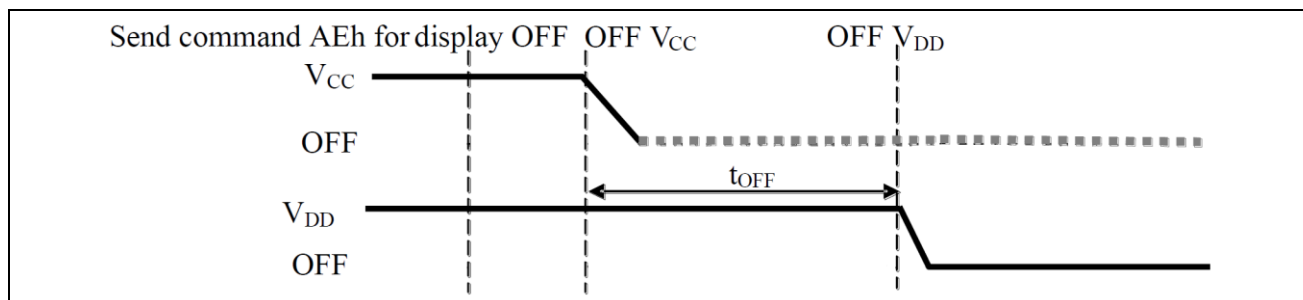 Send command AEh for display OFF OFF VCC OFF VDD
VCC
OFF
tOFF
VDD
OFF